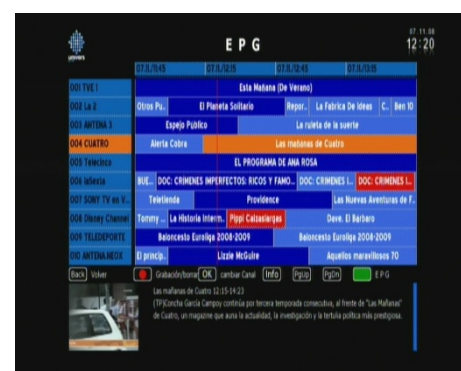 univers
E P G
07.11.08
12:20
07.11./11:45 07.11./12:15 07.11./12:45 07.11./13:15
001 TVE 1 Esta Mañana (De Verano)
002 La 2 Otros Pu.. El Planeta Solitario Repor.. La Fabrica De Ideas C.. Ben 10
003 ANTENA 3 Espejo Público La ruleta de la suerte
004 CUATRO Alerta Cobra Las mañanas de Cuatro
005 Telecinco EL PROGRAMA DE ANA ROSA
006 laSexta BUE.. DOC: CRIMENES IMPERFECTOS: RICOS Y FAMO.. DOC: CRIMENES I... DOC: CRIMENES I...
007 SONY TV en V... Teletienda Providence Las Nuevas Aventuras de F..
008 Disney Channel Tommy .. La Historia Interm.. Pippi Calzaslargas Dave. El Barbaro
009 TELEDEPORTE Baloncesto Euroliga 2008-2009 Baloncesto Euroliga 2008-2009
010 ANTENA.NEOX El princip.. Lizzie McGuire Aquellos maravillosos 70
Back Volver Grabación/borrar OK cambiar Canal Info PgUp PgDn E P G
Las mañanas de Cuatro 12:15-14:23
(TP)Concha García Campoy continúa por tercera temporada consecutiva, al frente de "Las Mañanas"
de Cuatro, un magazine que auna la actualidad, la investigación y la tertulia política más prestigiosa.